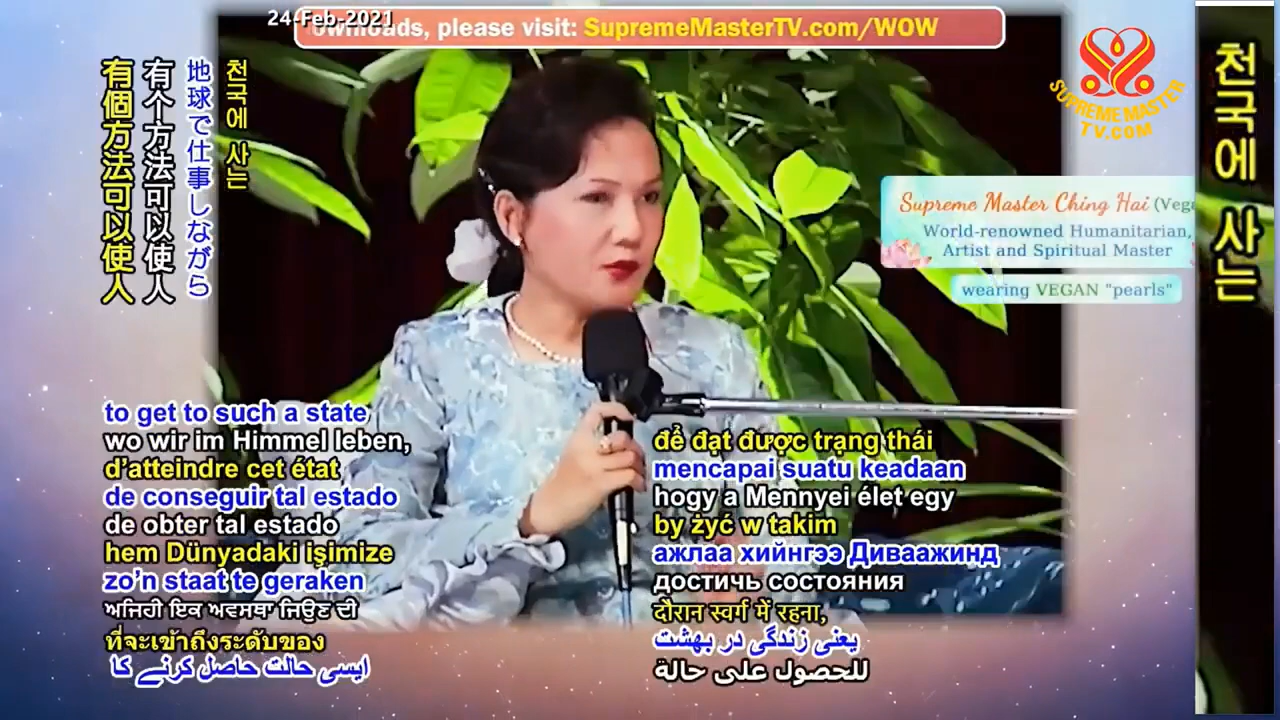 24-Feb-2021
ownloads, please visit: SupremeMasterTV.com/WOW
SUPREME MASTER
TV.COM
Supreme Master Ching Hai (Vega
World-renowned Humanitarian,
Artist and Spiritual Master
wearing VEGAN "pearls"
천국에 사는
地球で仕事しながら
有个方法可以使人
有個方法可以使人
천국에 사는
to get to such a state
wo wir im Himmel leben,
d’atteindre cet état
de conseguir tal estado
de obter tal estado
hem Dünyadaki işimize
zo’n staat te geraken
ਅਜਿਹੀ ਇਕ ਅਵਸਥਾ ਜਿਉਣ ਦੀ
ที่จะเข้าถึงระดับของ
ایسی حالت حاصل کرنے کا
để đạt được trạng thái
mencapai suatu keadaan
hogy a Mennyei élet egy
by żyć w takim
ажлаа хийнгээ Диваажинд
достичь состояния
दौरान स्वर्ग में रहना,
یعنی زندگی در بهشت
للحصول على حالة